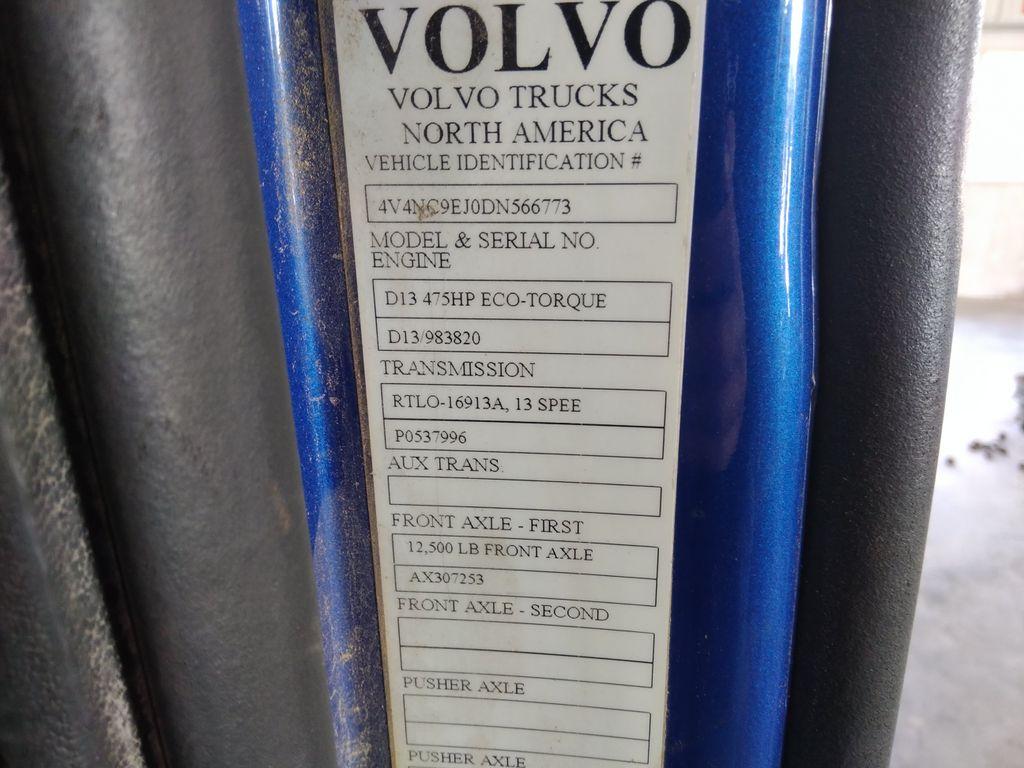 VOLVO
VOLVO TRUCKS
NORTH AMERICA
VEHICLE IDENTIFICATION #
4V4NC9EJ0DN566773
MODEL & SERIAL NO.
ENGINE
D13 475HP ECO-TORQUE
D13/983820
TRANSMISSION
RTLO-16913A, 13 SPEE
P0537996
AUX TRANS.
FRONT AXLE - FIRST
12,500 LB FRONT AXLE
AX307253
FRONT AXLE - SECOND
PUSHER AXLE
PUSHER AXLE